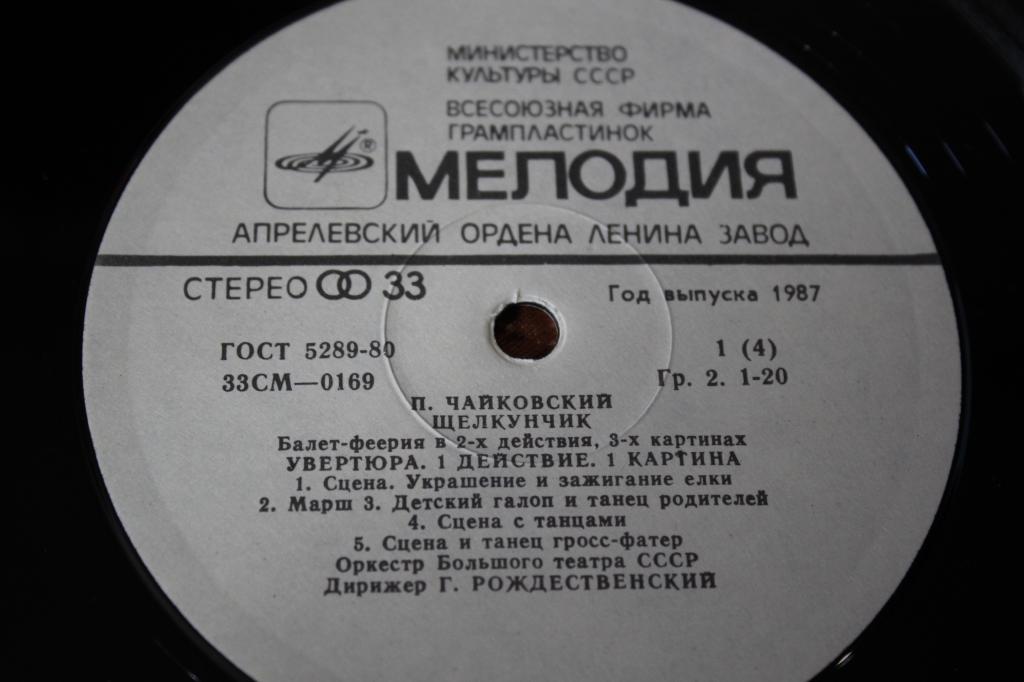 МИНИСТЕРСТВО
КУЛЬТУРЫ СССР
ВСЕСОЮЗНАЯ ФИРМА
ГРАМПЛАСТИНОК
®
МЕЛОДИЯ
АПРЕЛЕВСКИЙ ОРДЕНА ЛЕНИНА ЗАВОД
СТЕРЕО 33
Год выпуска 1987
ГОСТ 5289-80
1 (4)
33СМ—0169
Гр. 2. 1-20
П. ЧАЙКОВСКИЙ
ЩЕЛКУНЧИК
Балет-феерия в 2-х действия, 3-х картинах
УВЕРТЮРА. 1 ДЕЙСТВИЕ. 1 КАРТИНА
1. Сцена. Украшение и зажигание елки
2. Марш 3. Детский галоп и танец родителей
4. Сцена с танцами
5. Сцена и танец гросс-фатер
Оркестр Большого театра СССР
Дирижер Г. РОЖДЕСТВЕНСКИЙ